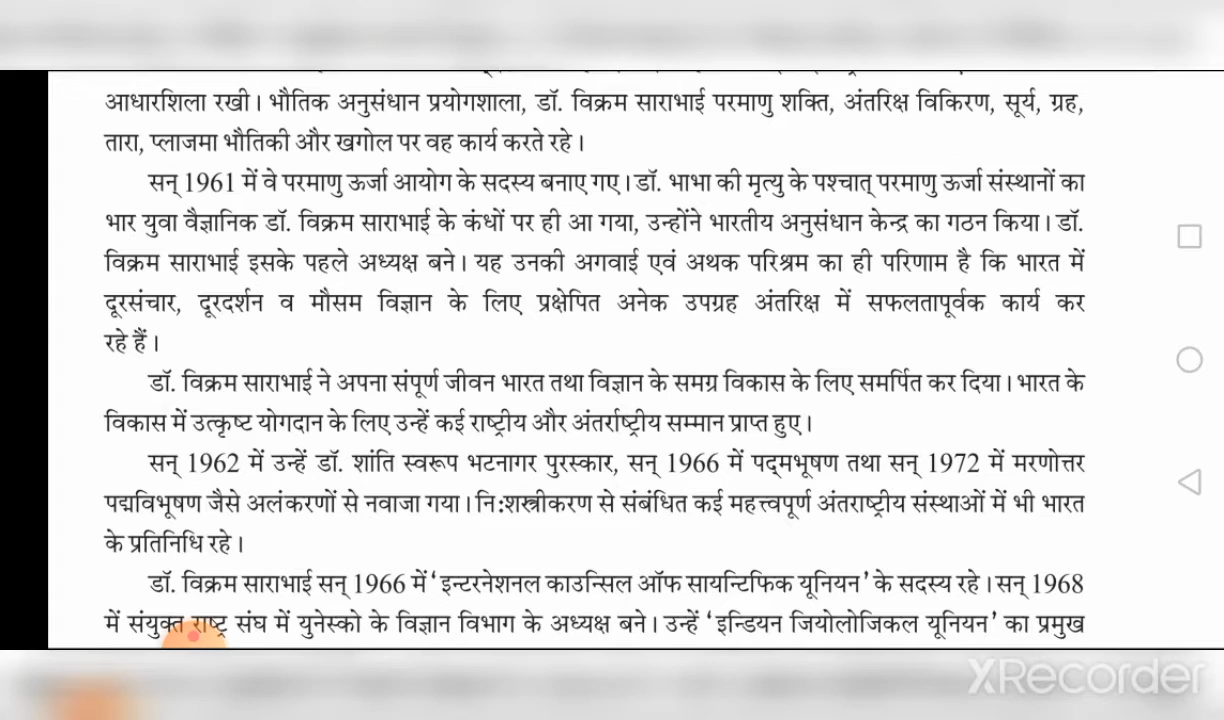 आधारशिला रखी। भौतिक अनुसंधान प्रयोगशाला, डॉ. विक्रम साराभाई परमाणु शक्ति, अंतरिक्ष विकिरण, सूर्य, ग्रह,
तारा, प्लाजमा भौतिकी और खगोल पर वह कार्य करते रहे।
सन् 1961 में वे परमाणु ऊर्जा आयोग के सदस्य बनाए गए। डॉ. भाभा की मृत्यु के पश्चात् परमाणु ऊर्जा संस्थानों का
भार युवा वैज्ञानिक डॉ. विक्रम साराभाई के कंधों पर ही आ गया, उन्होंने भारतीय अनुसंधान केन्द्र का गठन किया। डॉ.
विक्रम साराभाई इसके पहले अध्यक्ष बने। यह उनकी अगवाई एवं अथक परिश्रम का ही परिणाम है कि भारत में
दूरसंचार, दूरदर्शन व मौसम विज्ञान के लिए प्रक्षेपित अनेक उपग्रह अंतरिक्ष में सफलतापूर्वक कार्य कर
रहे हैं।
डॉ. विक्रम साराभाई ने अपना संपूर्ण जीवन भारत तथा विज्ञान के समग्र विकास के लिए समर्पित कर दिया। भारत के
विकास में उत्कृष्ट योगदान के लिए उन्हें कई राष्ट्रीय और अंतर्राष्ट्रीय सम्मान प्राप्त हुए।
सन् 1962 में उन्हें डॉ. शांति स्वरूप भटनागर पुरस्कार, सन् 1966 में पद्मभूषण तथा सन् 1972 में मरणोत्तर
पद्मविभूषण जैसे अलंकरणों से नवाजा गया। नि:शस्त्रीकरण से संबंधित कई महत्त्वपूर्ण अंतराष्ट्रीय संस्थाओं में भी भारत
के प्रतिनिधि रहे।
डॉ. विक्रम साराभाई सन् 1966 में ‘इन्टरनेशनल काउन्सिल ऑफ सायन्टिफिक यूनियन’ के सदस्य रहे। सन् 1968
में संयुक्त राष्ट्र संघ में युनेस्को के विज्ञान विभाग के अध्यक्ष बने। उन्हें ‘इन्डियन जियोलोजिकल यूनियन’ का प्रमुख
XRecorder